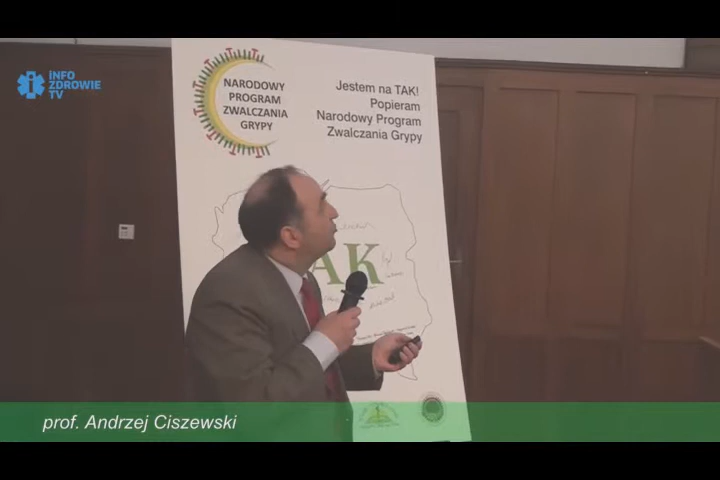 iNFO
ZDROWIE
TV
NARODOWY
PROGRAM
ZWALCZANIA
GRYPY
Jestem na TAK!
Popieram
Narodowy Program
Zwalczania Grypy
AK
prof. Andrzej Ciszewski